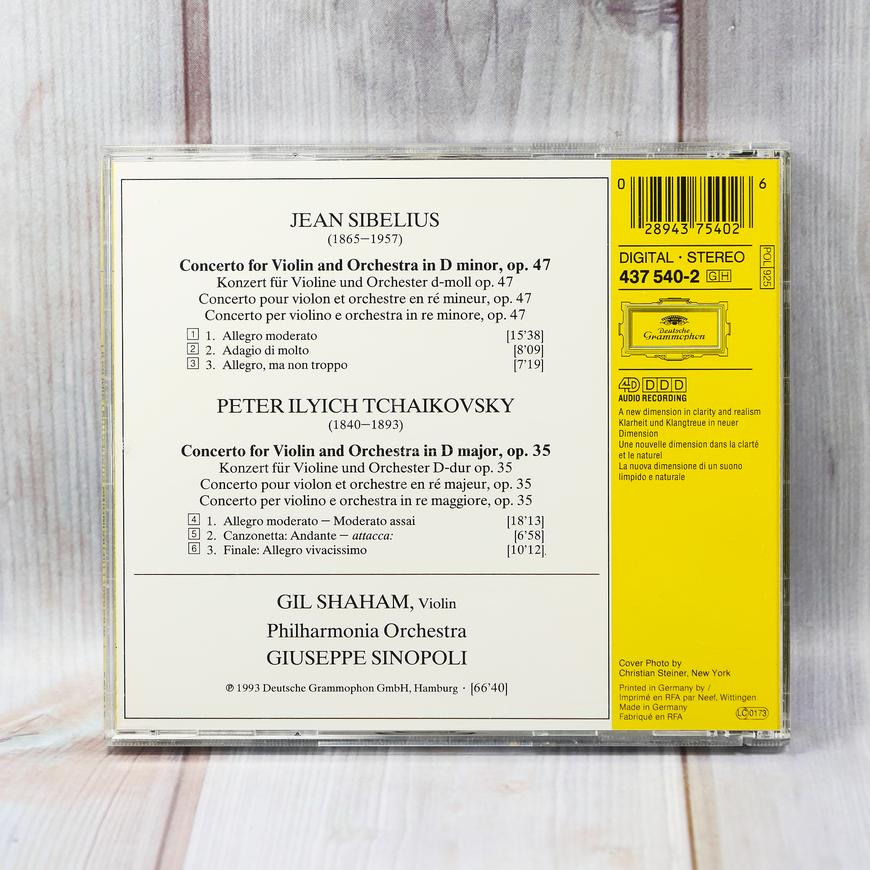 JEAN SIBELIUS
(1865–1957)
Concerto for Violin and Orchestra in D minor, op. 47
Konzert für Violine und Orchester d-moll op. 47
Concerto pour violon et orchestre en ré mineur, op. 47
Concerto per violino e orchestra in re minore, op. 47
1 1. Allegro moderato [15'38]
2 2. Adagio di molto [8'09]
3 3. Allegro, ma non troppo [7'19]
PETER ILYICH TCHAIKOVSKY
(1840–1893)
Concerto for Violin and Orchestra in D major, op. 35
Konzert für Violine und Orchester D-dur op. 35
Concerto pour violon et orchestre en ré majeur, op. 35
Concerto per violino e orchestra in re maggiore, op. 35
4 1. Allegro moderato – Moderato assai [18'13]
5 2. Canzonetta: Andante – attacca: [6'58]
6 3. Finale: Allegro vivacissimo [10'12]
GIL SHAHAM, Violin
Philharmonia Orchestra
GIUSEPPE SINOPOLI
℗ 1993 Deutsche Grammophon GmbH, Hamburg · [66'40]
0 28943 75402 6
DIGITAL · STEREO
437 540-2 GH
POL 925
Deutsche
Grammophon
4D DDD
AUDIO RECORDING
A new dimension in clarity and realism
Klarheit und Klangtreue in neuer
Dimension
Une nouvelle dimension dans la clarté
et le naturel
La nuova dimensione di un suono
limpido e naturale
Cover Photo by
Christian Steiner, New York
Printed in Germany by /
Imprimé en RFA par Neef, Wittingen
Made in Germany
Fabriqué en RFA
LC 0173